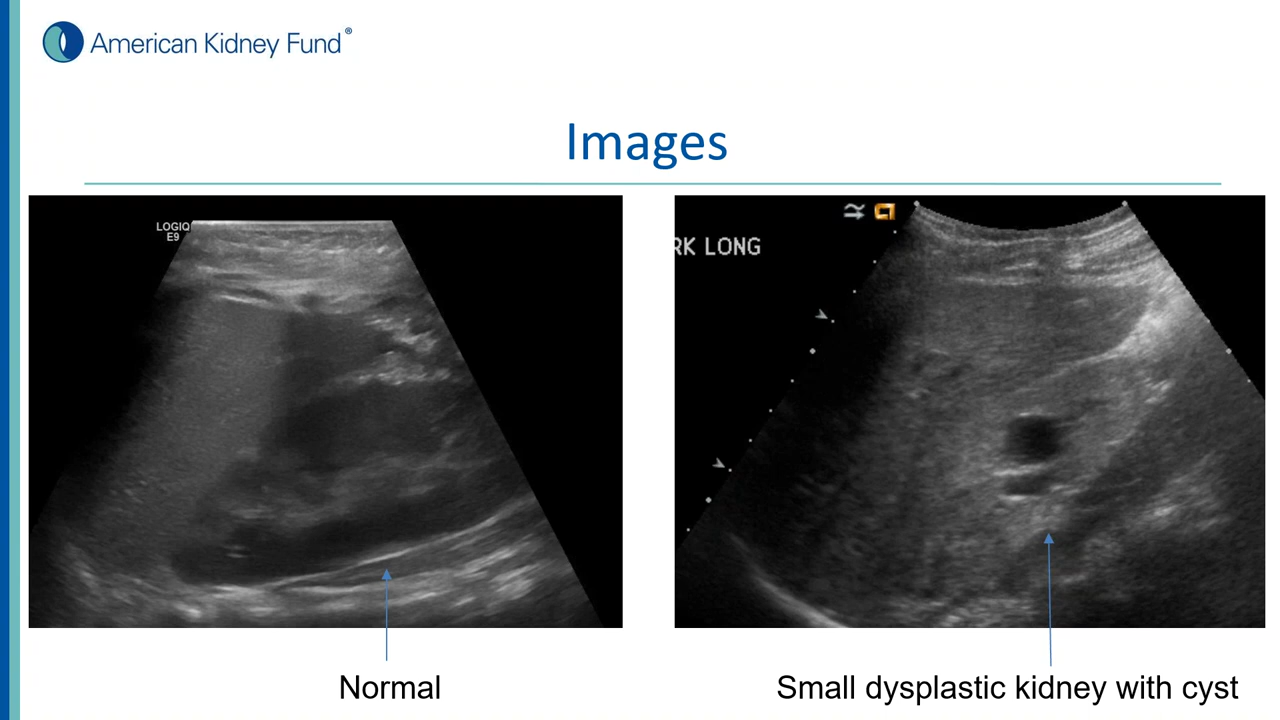 American Kidney Fund®
Images
LOGIQ
E9
RK LONG
Normal
Small dysplastic kidney with cyst